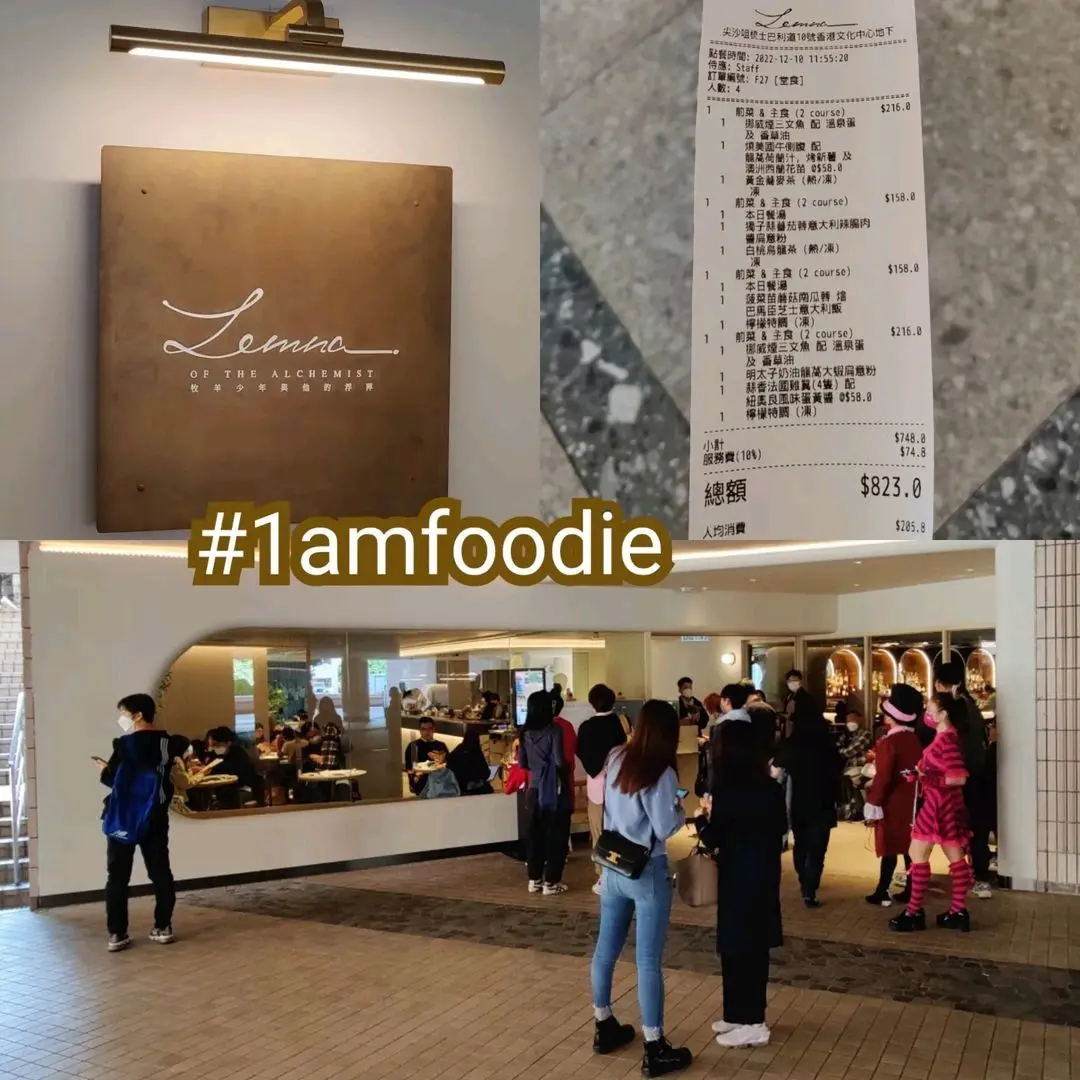 Lemna
OF THE ALCHEMIST
牧羊少年與他的浮萍
Lemna
尖沙咀梳士巴利道10號香港文化中心地下
點餐時間: 2022-12-10 11:55:20
侍應: Staff
訂單編號: F27 [堂食]
人數: 4
1 前菜 & 主食 (2 course) $216.0
1 挪威煙三文魚 配 溫泉蛋
及 香草油
1 燒美國牛側腹 配
龍蒿荷蘭汁, 烤新薯 及
澳洲西蘭花苗 @$58.0
1 黃金蕎麥茶 (熱/凍)
凍
1 前菜 & 主食 (2 course) $158.0
1 本日餐湯
1 獨子蒜蕃茄蓉意大利辣腸肉
醬扁意粉
1 白桃烏龍茶 (熱/凍)
凍
1 前菜 & 主食 (2 course) $158.0
1 本日餐湯
1 菠菜苗蘑菇南瓜蓉 燴
巴馬臣芝士意大利飯
1 檸檬特調 (凍)
1 前菜 & 主食 (2 course) $216.0
1 挪威煙三文魚 配 溫泉蛋
及 香草油
1 明太子奶油龍蒿大蝦扁意粉
1 蒜香法國雞翼(4隻) 配
紐奧良風味蛋黃醬 @$58.0
1 檸檬特調 (凍)
小計 $748.0
服務費(10%) $74.8
總額 $823.0
人均消費 $205.8
#1amfoodie